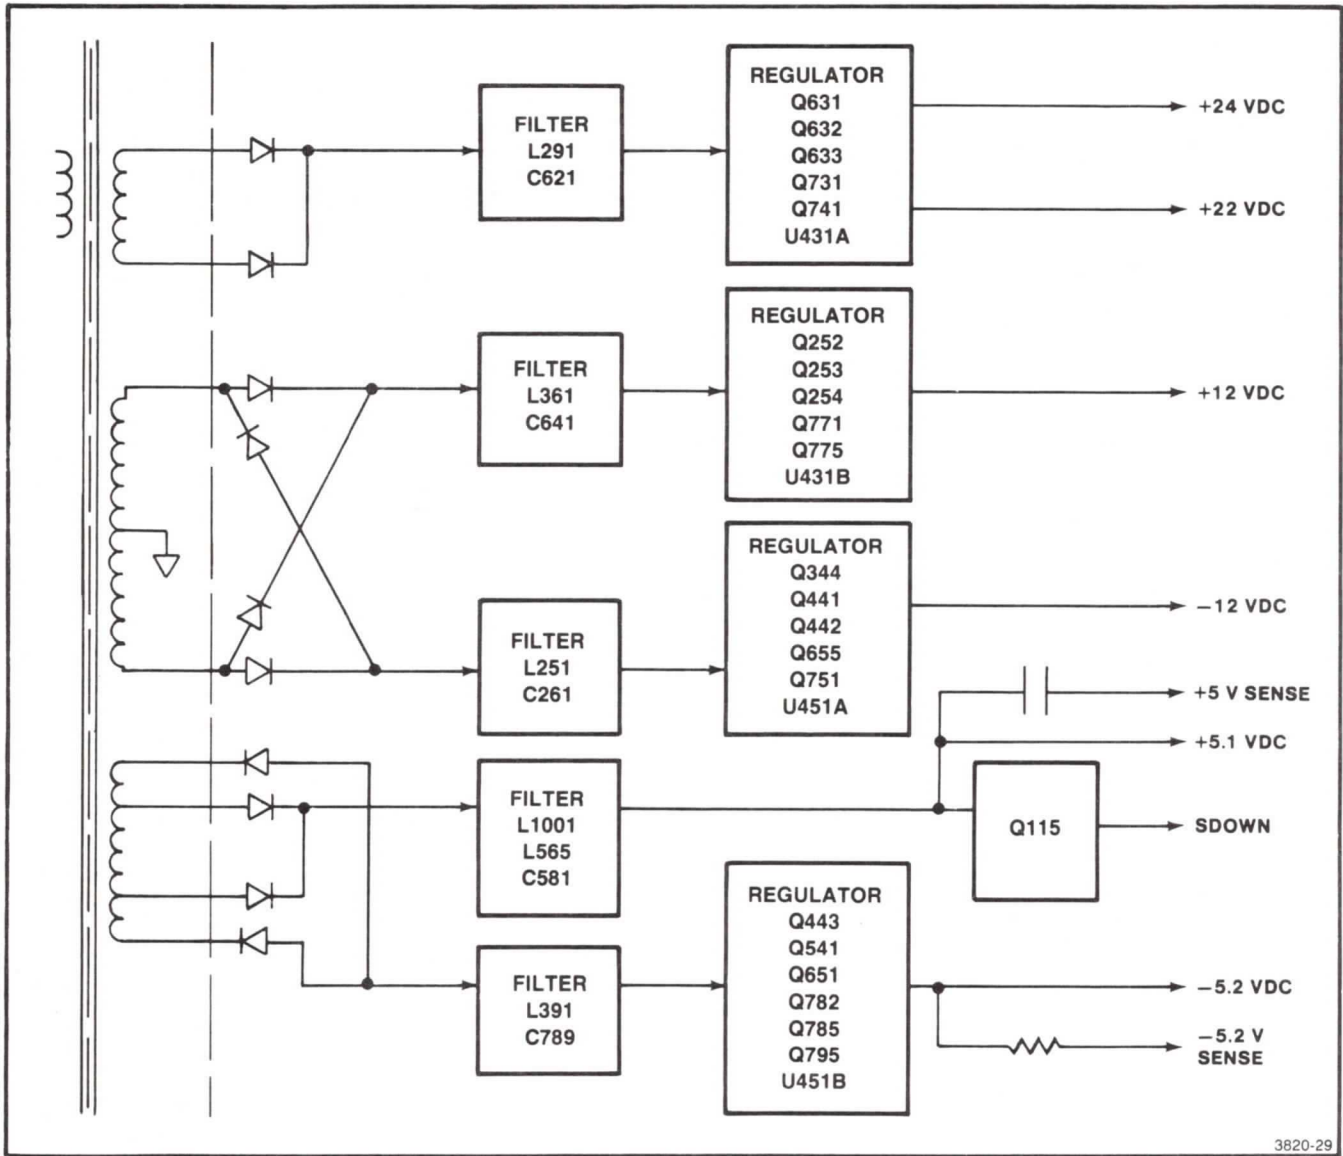 FILTER
L291
C621
REGULATOR
Q631
Q632
Q633
Q731
Q741
U431A
+24 VDC
+22 VDC
FILTER
L361
C641
REGULATOR
Q252
Q253
Q254
Q771
Q775
U431B
+12 VDC
FILTER
L251
C261
REGULATOR
Q344
Q441
Q442
Q655
Q751
U451A
−12 VDC
+5 V SENSE
+5.1 VDC
FILTER
L1001
L565
C581
Q115
SDOWN
FILTER
L391
C789
REGULATOR
Q443
Q541
Q651
Q782
Q785
Q795
U451B
−5.2 VDC
−5.2 V
SENSE
3820-29